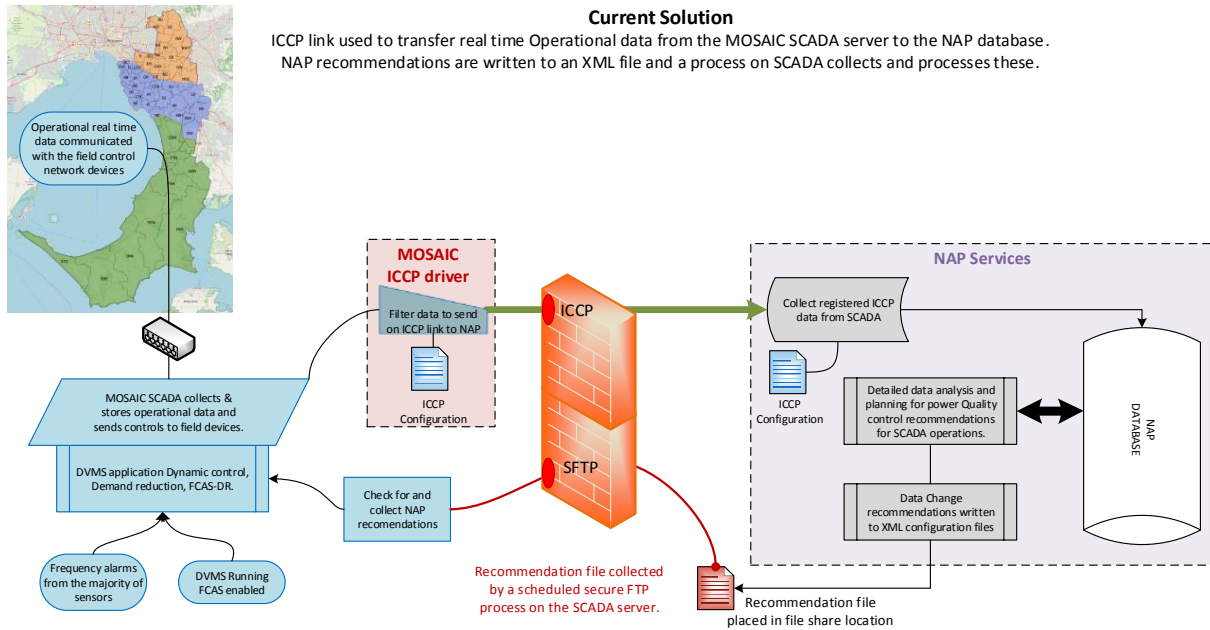 Current Solution
ICCP link used to transfer real time Operational data from the MOSAIC SCADA server to the NAP database.
NAP recommendations are written to an XML file and a process on SCADA collects and processes these.
Operational real time
data communicated
with the field control
network devices
MOSAIC
ICCP driver
Filter data to send
on ICCP link to NAP
ICCP
Configuration
ICCP
SFTP
NAP Services
Collect registered ICCP
data from SCADA
ICCP
Configuration
Detailed data analysis and
planning for power Quality
control recommendations
for SCADA operations.
NAP
DATABASE
Data Change
recommendations written
to XML configuration files
MOSAIC SCADA collects &
stores operational data and
sends controls to field devices.
DVMS application Dynamic control,
Demand reduction, FCAS-DR.
Check for and
collect NAP
recomendations
Frequency alarms
from the majority of
sensors
DVMS Running
FCAS enabled
Recommendation file collected
by a scheduled secure FTP
process on the SCADA server.
Recommendation file
placed in file share location